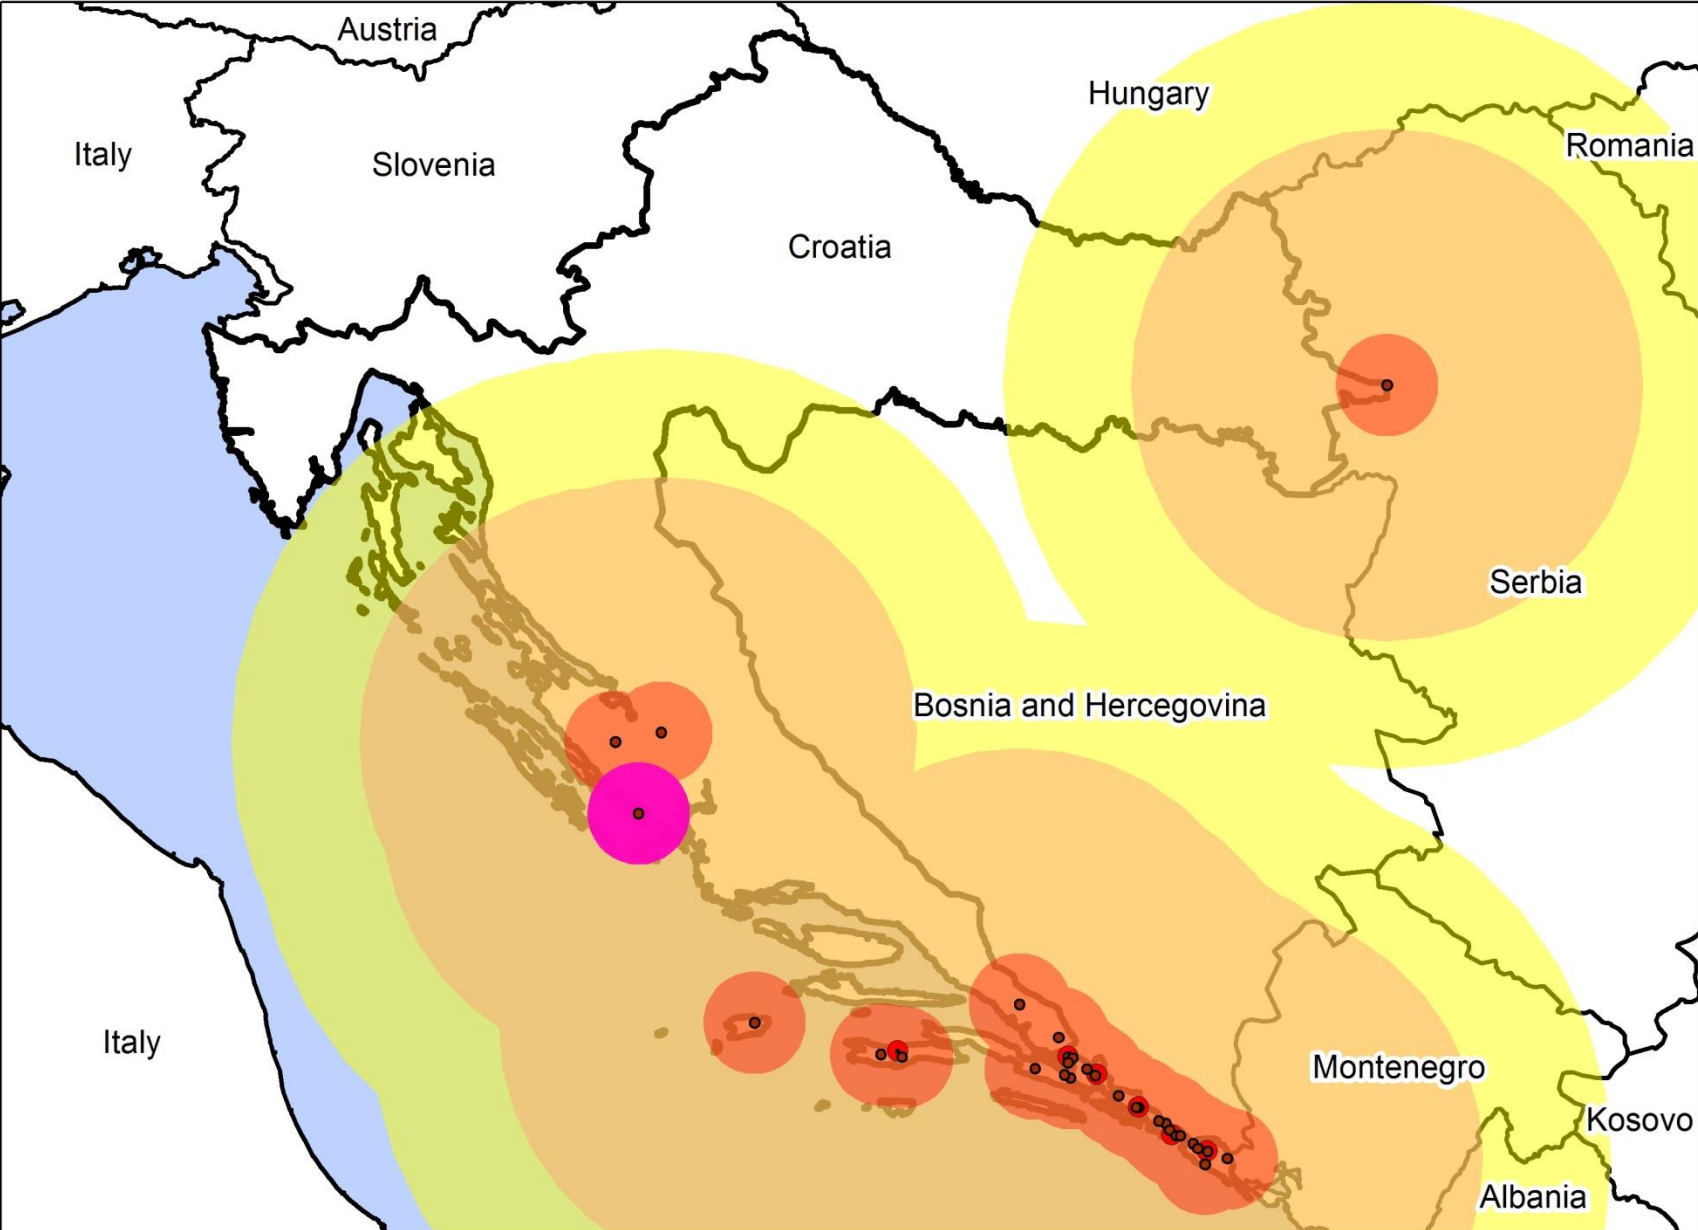 Austria
Hungary
Italy
Slovenia
Romania
Croatia
Serbia
Bosnia and Hercegovina
Italy
Montenegro
Kosovo
Albania